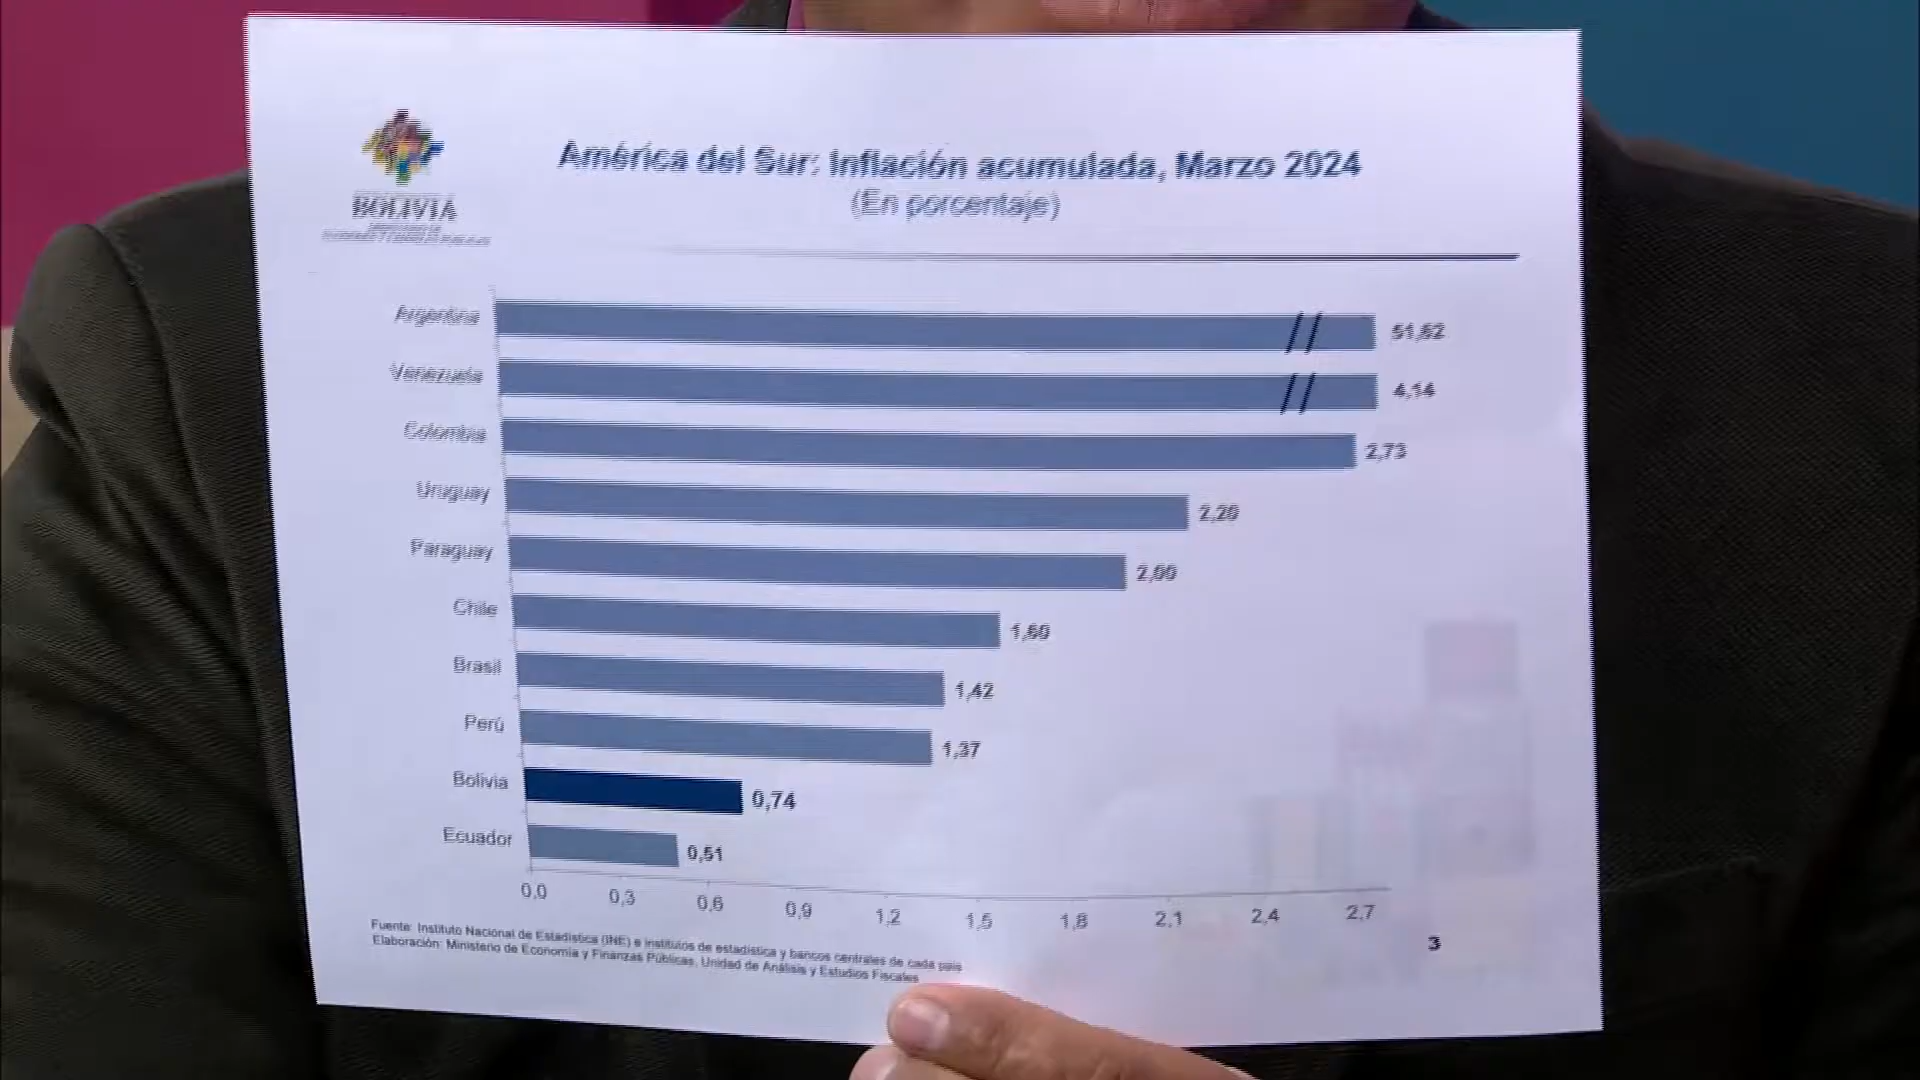 América del Sur: Inflación acumulada, Marzo 2024
(En porcentaje)
BOLIVIA
Argentina 51,62
Venezuela 4,14
Colombia 2,73
Uruguay 2,20
Paraguay 2,00
Chile 1,60
Brasil 1,42
Perú 1,37
Bolivia 0,74
Ecuador 0,51
0,0 0,3 0,6 0,9 1,2 1,5 1,8 2,1 2,4 2,7
Fuente: Instituto Nacional de Estadística (INE) e institutos de estadística y bancos centrales de cada país
Elaboración: Ministerio de Economía y Finanzas Públicas, Unidad de Análisis y Estudios Fiscales
3